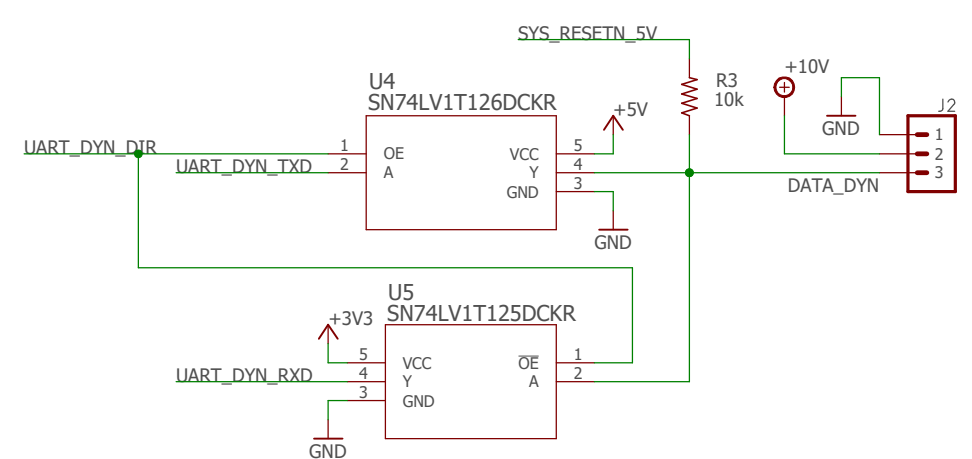 SYS_RESETN_5V
+10V
R3
10k
U4
SN74LV1T126DCKR
+5V
J2
GND
1
2
3
UART_DYN_DIR
1 OE VCC 5
UART_DYN_TXD 2 A Y 4
GND 3
DATA_DYN
GND
U5
SN74LV1T125DCKR
+3V3
5 VCC OE 1
UART_DYN_RXD 4 Y A 2
3 GND
GND